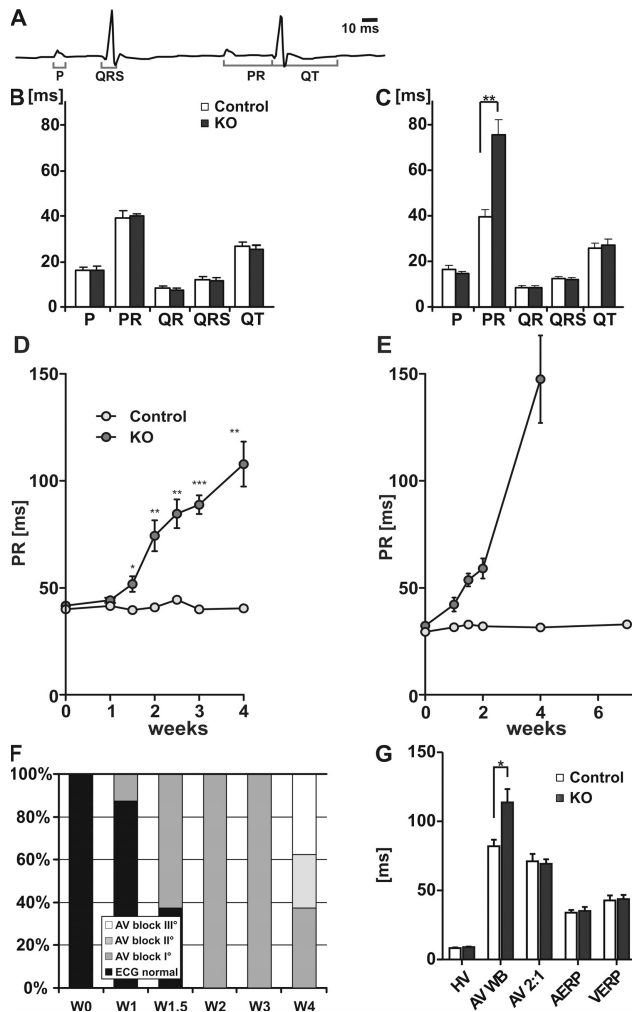 A
10 ms
P QRS PR QT
B [ms]
Control
KO
80
60
40
20
0
P PR QR QRS QT
C [ms]
**
80
60
40
20
0
P PR QR QRS QT
D
150
100
50
0
PR [ms]
Control
KO
* ** ** *** **
0 1 2 3 4
weeks
E
150
100
50
0
PR [ms]
0 2 4 6
weeks
F
100%
80%
60%
40%
20%
0%
AV block III°
AV block II°
AV block I°
ECG normal
W0 W1 W1.5 W2 W3 W4
G
150
100
50
0
[ms]
*
Control
KO
HV AV WB AV 2:1 AERP VERP